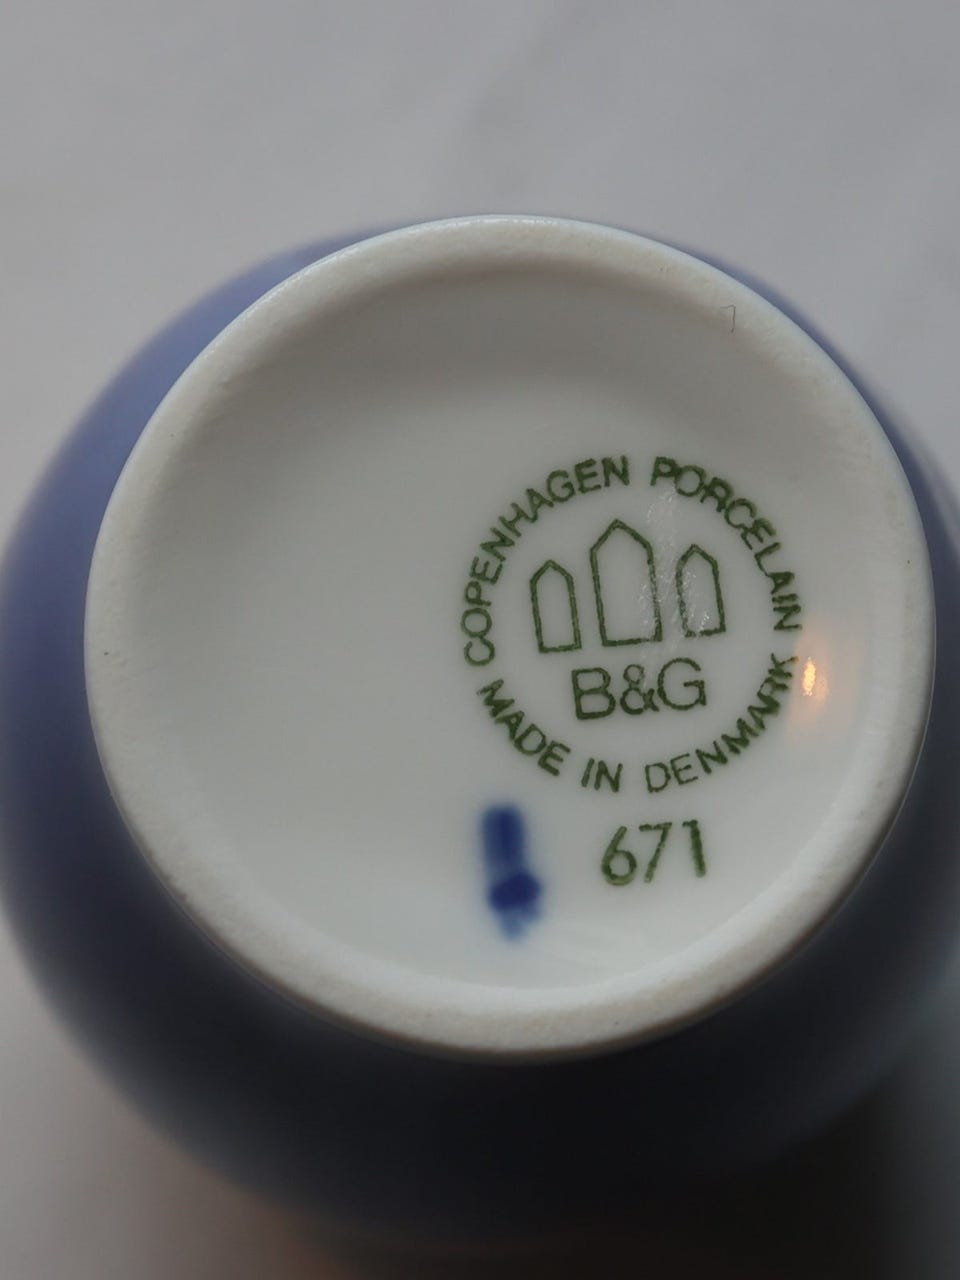 COPENHAGEN PORCELAIN
B&G
MADE IN DENMARK
671